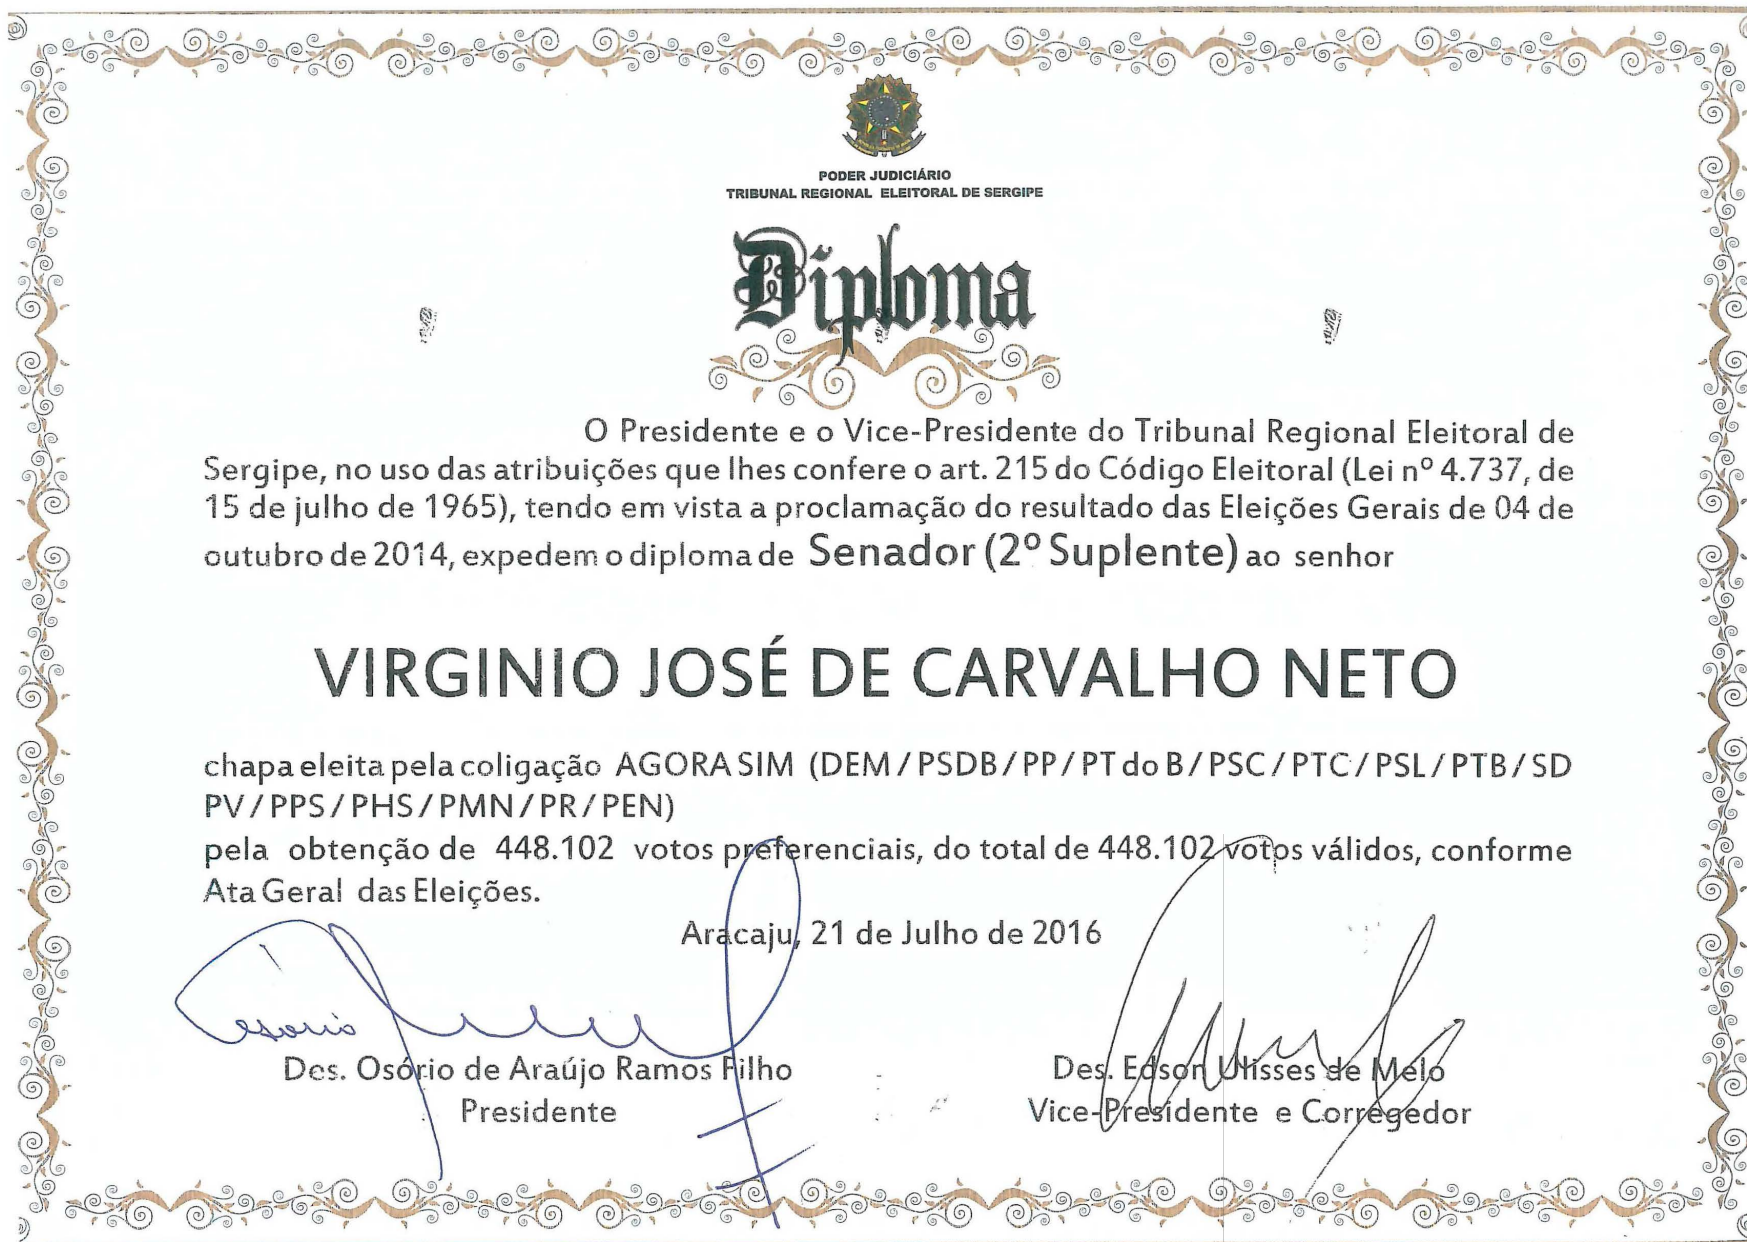 PODER JUDICIÁRIO
TRIBUNAL REGIONAL ELEITORAL DE SERGIPE
Diploma
O Presidente e o Vice-Presidente do Tribunal Regional Eleitoral de
Sergipe, no uso das atribuições que lhes confere o art. 215 do Código Eleitoral (Lei nº 4.737, de
15 de julho de 1965), tendo em vista a proclamação do resultado das Eleições Gerais de 04 de
outubro de 2014, expedem o diploma de Senador (2º Suplente) ao senhor
VIRGINIO JOSÉ DE CARVALHO NETO
chapa eleita pela coligação AGORA SIM (DEM / PSDB / PP / PT do B / PSC / PTC / PSL / PTB / SD
PV / PPS / PHS / PMN / PR / PEN)
pela obtenção de 448.102 votos preferenciais, do total de 448.102 votos válidos, conforme
Ata Geral das Eleições.
Aracaju, 21 de Julho de 2016
Des. Osório de Araújo Ramos Filho
Presidente
Des. Edson Ulisses de Melo
Vice-Presidente e Corregedor